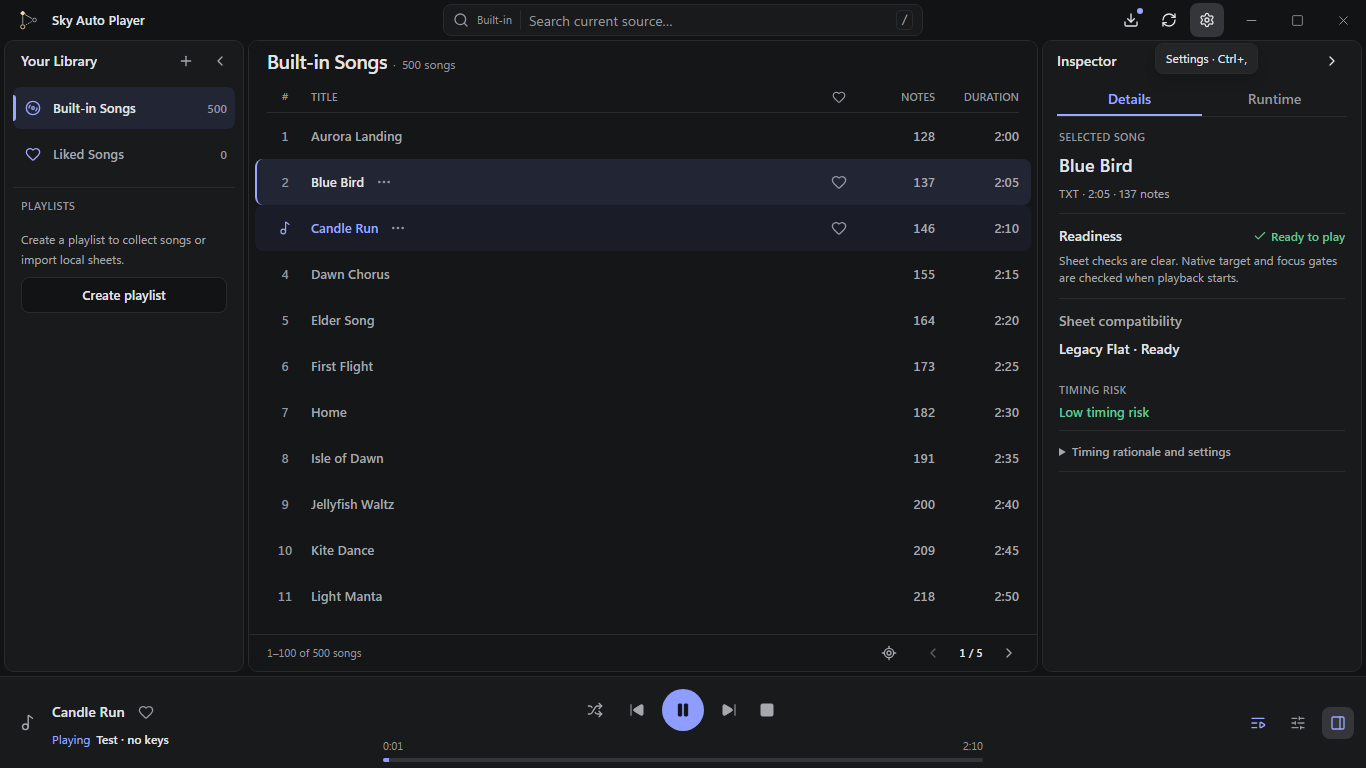 Sky Auto Player
Built-in
Search current source...
/
Your Library
Built-in Songs 500
Liked Songs 0
PLAYLISTS
Create a playlist to collect songs or
import local sheets.
Create playlist
Built-in Songs · 500 songs
# TITLE NOTES DURATION
1 Aurora Landing 128 2:00
2 Blue Bird ··· 137 2:05
Candle Run ··· 146 2:10
4 Dawn Chorus 155 2:15
5 Elder Song 164 2:20
6 First Flight 173 2:25
7 Home 182 2:30
8 Isle of Dawn 191 2:35
9 Jellyfish Waltz 200 2:40
10 Kite Dance 209 2:45
11 Light Manta 218 2:50
1–100 of 500 songs
1 / 5
Inspector
Settings · Ctrl+,
Details Runtime
SELECTED SONG
Blue Bird
TXT · 2:05 · 137 notes
Readiness Ready to play
Sheet checks are clear. Native target and focus gates
are checked when playback starts.
Sheet compatibility
Legacy Flat · Ready
TIMING RISK
Low timing risk
Timing rationale and settings
Candle Run
Playing Test · no keys
0:01 2:10